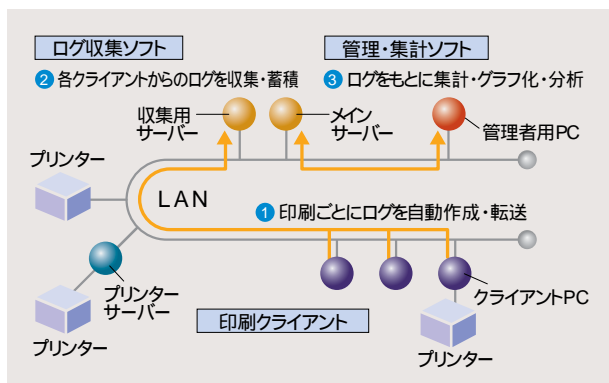 ログ収集ソフト
管理・集計ソフト
2 各クライアントからのログを収集・蓄積
3 ログをもとに集計・グラフ化・分析
収集用
サーバー
メイン
サーバー
管理者用PC
プリンター
LAN
1 印刷ごとにログを自動作成・転送
プリンター
サーバー
クライアントPC
印刷クライアント
プリンター
プリンター